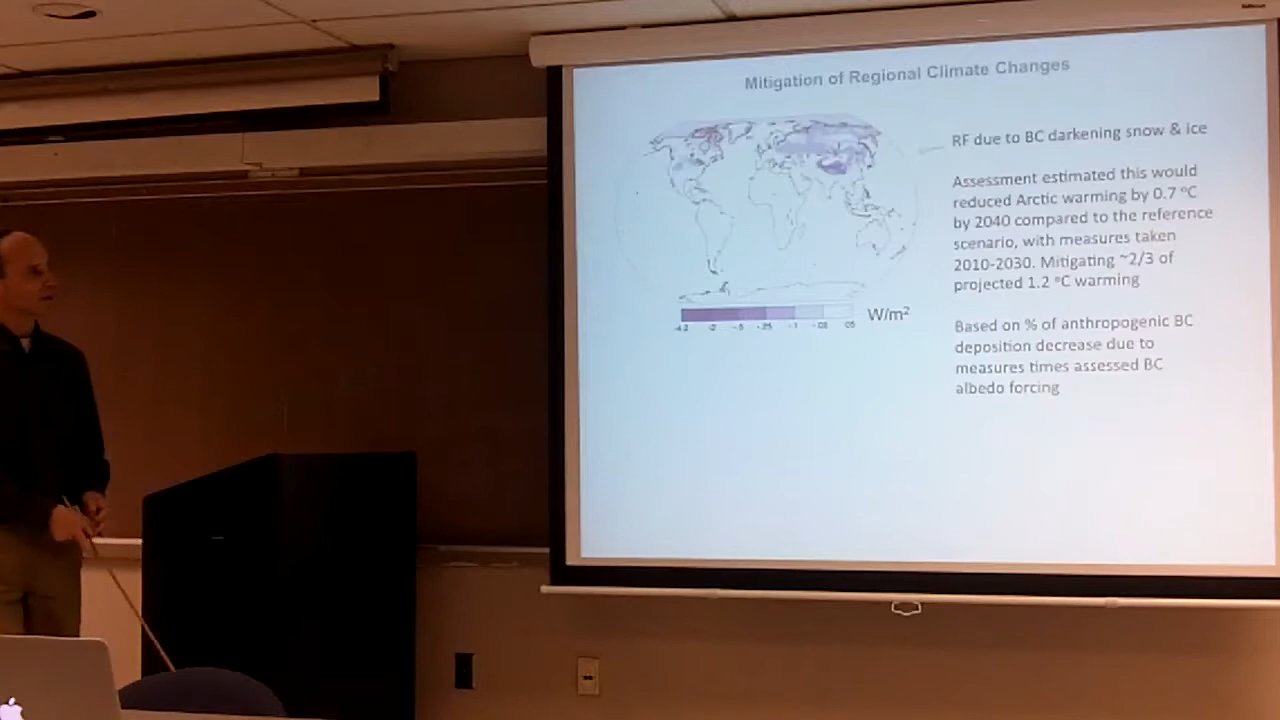 Mitigation of Regional Climate Changes
RF due to BC darkening snow & ice
Assessment estimated this would
reduced Arctic warming by 0.7 °C
by 2040 compared to the reference
scenario, with measures taken
2010-2030. Mitigating ~2/3 of
projected 1.2 °C warming
W/m²
Based on % of anthropogenic BC
deposition decrease due to
measures times assessed BC
albedo forcing